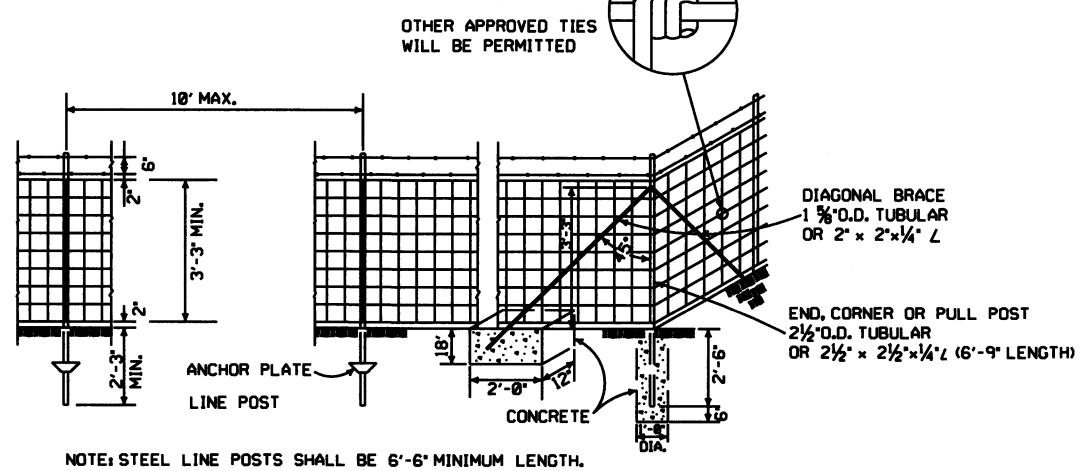 OTHER APPROVED TIES
WILL BE PERMITTED
10' MAX.
6"
2"
3'-3" MIN.
2"
2'-3"
MIN.
ANCHOR PLATE
LINE POST
3'-3"
45°
18"
2'-0"
12"
CONCRETE
DIAGONAL BRACE
1 ⅝"O.D. TUBULAR
OR 2" x 2"x¼" ∠
END, CORNER OR PULL POST
2½"O.D. TUBULAR
OR 2½" x 2½"x¼"∠ (6'-9" LENGTH)
2'-6"
6"
1'-0"
DIA.
NOTE: STEEL LINE POSTS SHALL BE 6'-6" MINIMUM LENGTH.